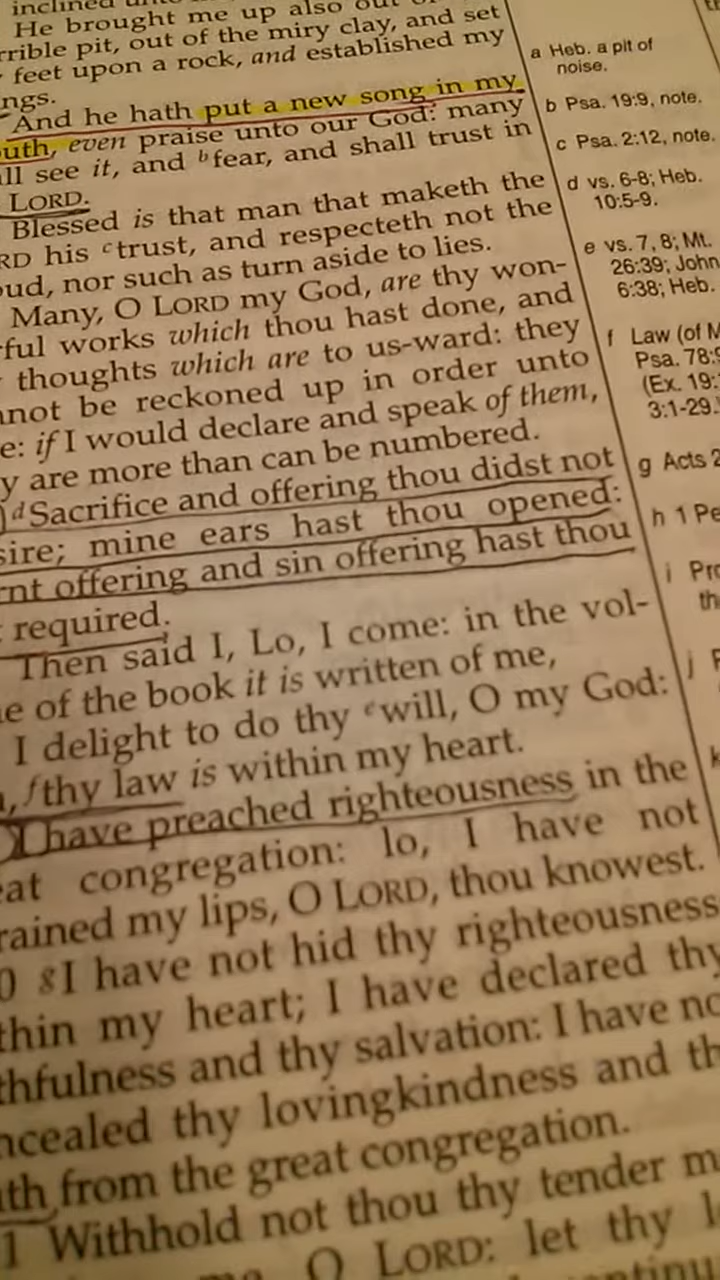 He brought me up also out of
rrible pit, out of the miry clay, and set
feet upon a rock, and established my
ngs.
And he hath put a new song in my
outh, even praise unto our God: many
ll see it, and b fear, and shall trust in
LORD.
Blessed is that man that maketh the
RD his c trust, and respecteth not the
oud, nor such as turn aside to lies.
Many, O LORD my God, are thy won-
rful works which thou hast done, and
thoughts which are to us-ward: they
nnot be reckoned up in order unto
e: if I would declare and speak of them,
y are more than can be numbered.
d Sacrifice and offering thou didst not
sire; mine ears hast thou opened:
rnt offering and sin offering hast thou
required.
Then said I, Lo, I come: in the vol-
e of the book it is written of me,
I delight to do thy e will, O my God:
, f thy law is within my heart.
I have preached righteousness in the
eat congregation: lo, I have not
rained my lips, O LORD, thou knowest.
0 g I have not hid thy righteousness
thin my heart; I have declared thy
thfulness and thy salvation: I have no
ncealed thy lovingkindness and th
uth from the great congregation.
1 Withhold not thou thy tender m
O LORD: let thy l
a Heb. a pit of
noise.
b Psa. 19:9, note.
c Psa. 2:12, note.
d vs. 6-8; Heb.
10:5-9.
e vs. 7, 8; Mt.
26:39; John
6:38; Heb.
f Law (of M
Psa. 78:
(Ex. 19:
3:1-29.
g Acts 2
h 1 Pe
i Pro
th
j
k